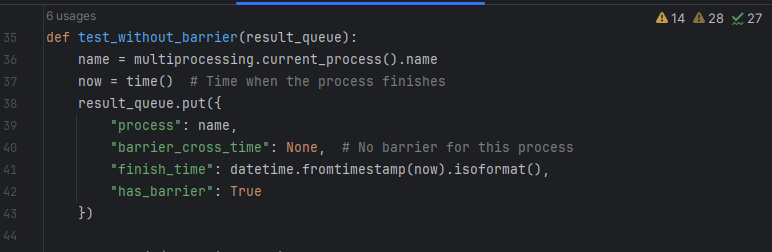 6 usages
14 28 27
35 def test_without_barrier(result_queue):
36 name = multiprocessing.current_process().name
37 now = time()  # Time when the process finishes
38 result_queue.put({
39 "process": name,
40 "barrier_cross_time": None,  # No barrier for this process
41 "finish_time": datetime.fromtimestamp(now).isoformat(),
42 "has_barrier": True
43 })
44